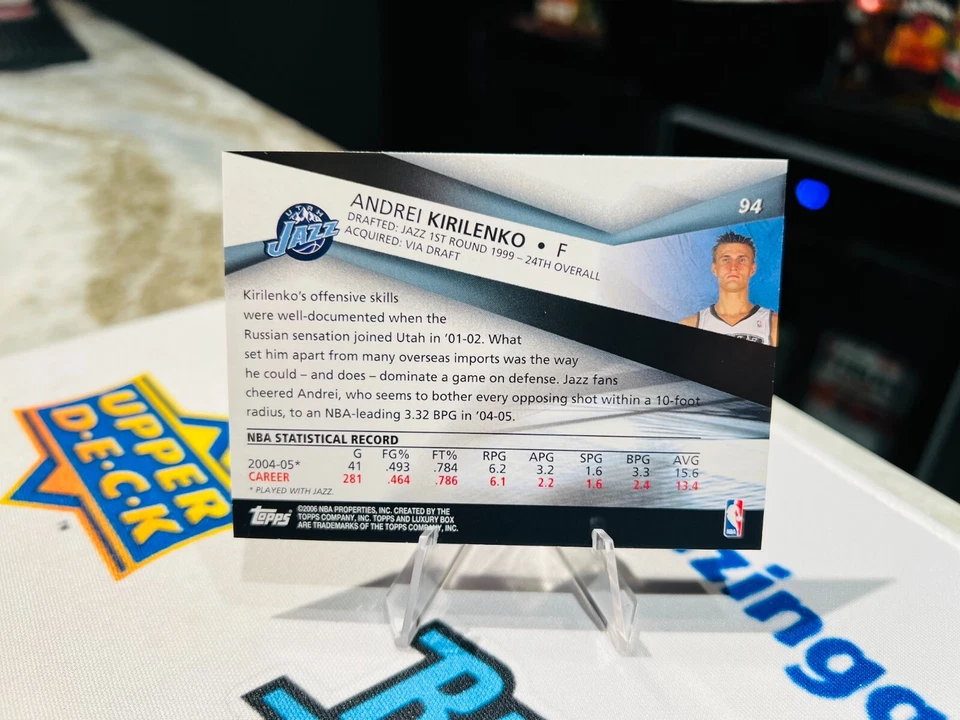 94
UTAH
JAZZ
ANDREI KIRILENKO • F
DRAFTED: JAZZ 1ST ROUND 1999 – 24TH OVERALL
ACQUIRED: VIA DRAFT
Kirilenko's offensive skills
were well-documented when the
Russian sensation joined Utah in '01-02. What
set him apart from many overseas imports was the way
he could – and does – dominate a game on defense. Jazz fans
cheered Andrei, who seems to bother every opposing shot within a 10-foot
radius, to an NBA-leading 3.32 BPG in '04-05.
NBA STATISTICAL RECORD
G FG% FT% RPG APG SPG BPG AVG
2004-05* 41 .493 .784 6.2 3.2 1.6 3.3 15.6
CAREER 281 .464 .786 6.1 2.2 1.6 2.4 13.4
* PLAYED WITH JAZZ.
Topps
©2006 NBA PROPERTIES, INC. CREATED BY THE
TOPPS COMPANY, INC. TOPPS AND LUXURY BOX
ARE TRADEMARKS OF THE TOPPS COMPANY, INC.
NBA
UPPER
D·E·C·K